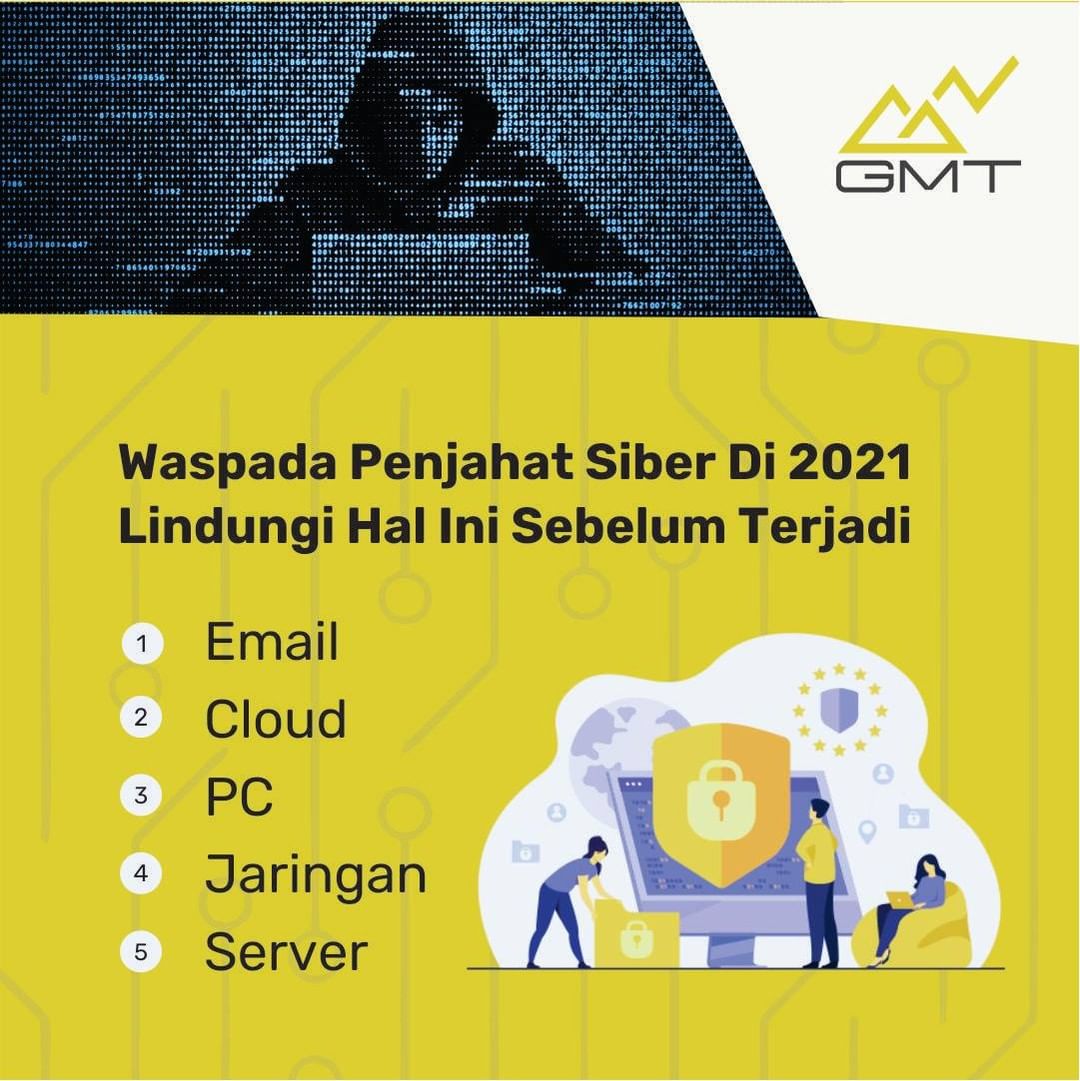 GMT
Waspada Penjahat Siber Di 2021
Lindungi Hal Ini Sebelum Terjadi
1 Email
2 Cloud
3 PC
4 Jaringan
5 Server